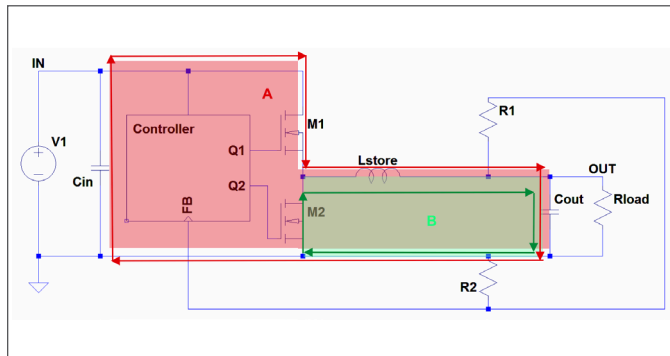 IN
A
Controller
M1
R1
V1
Q1
Lstore
OUT
Cin
Q2
Cout
Rload
FB
M2
B
R2